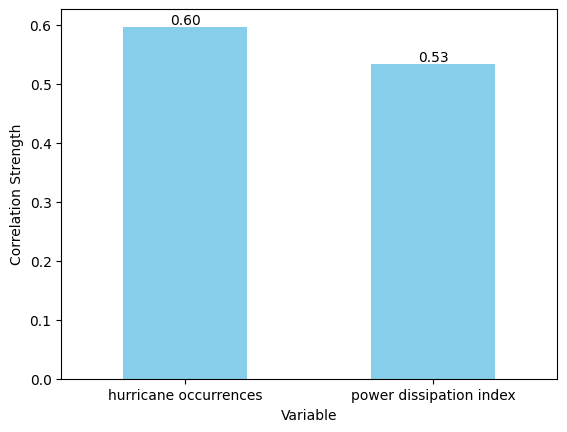 0.60
0.53
0.6
0.5
0.4
0.3
0.2
0.1
0.0
Correlation Strength
hurricane occurrences
power dissipation index
Variable